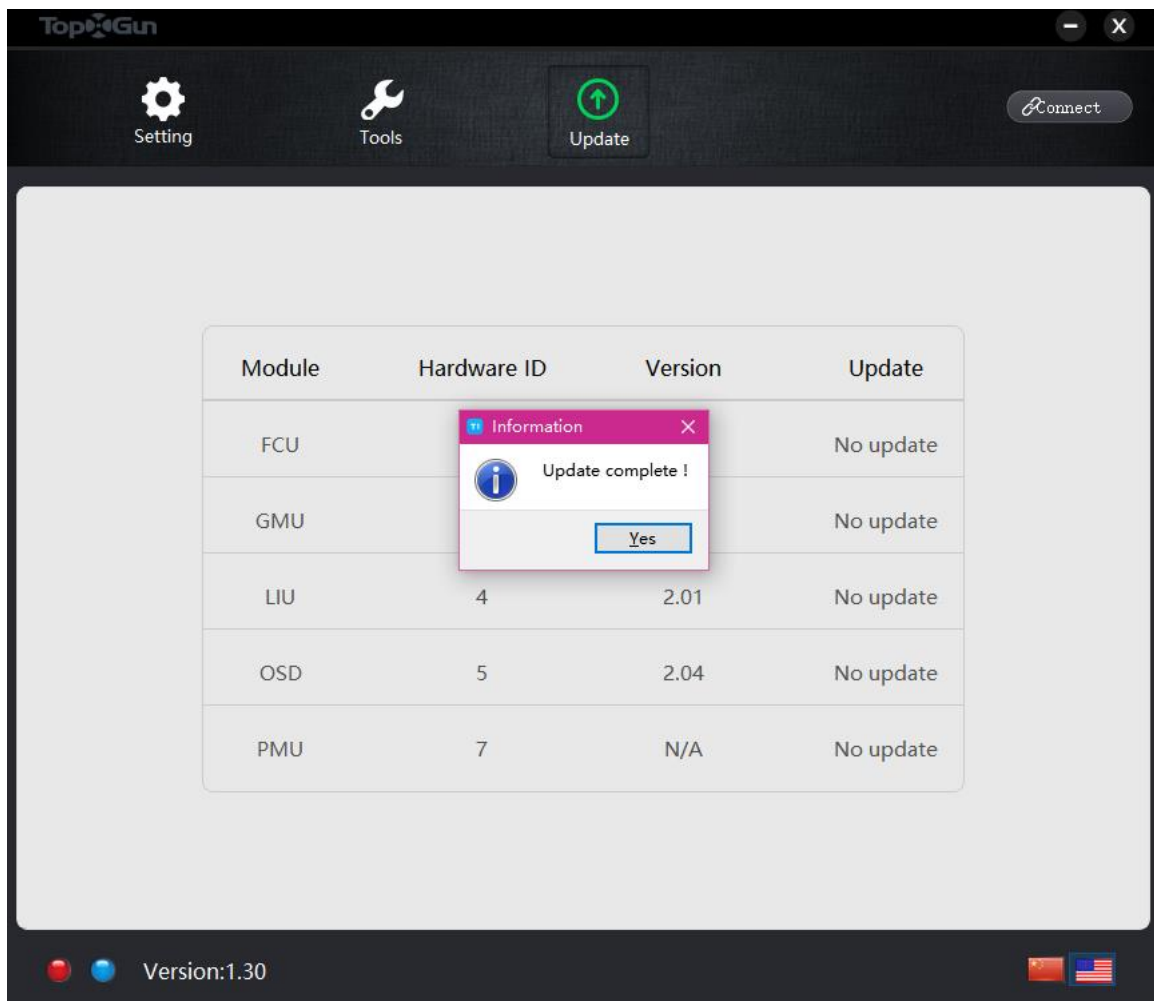 Top Gun
X
Setting
Tools
Update
Connect
Module Hardware ID Version Update
FCU No update
Information
Update complete !
GMU No update
Yes
LIU 4 2.01 No update
OSD 5 2.04 No update
PMU 7 N/A No update
Version:1.30